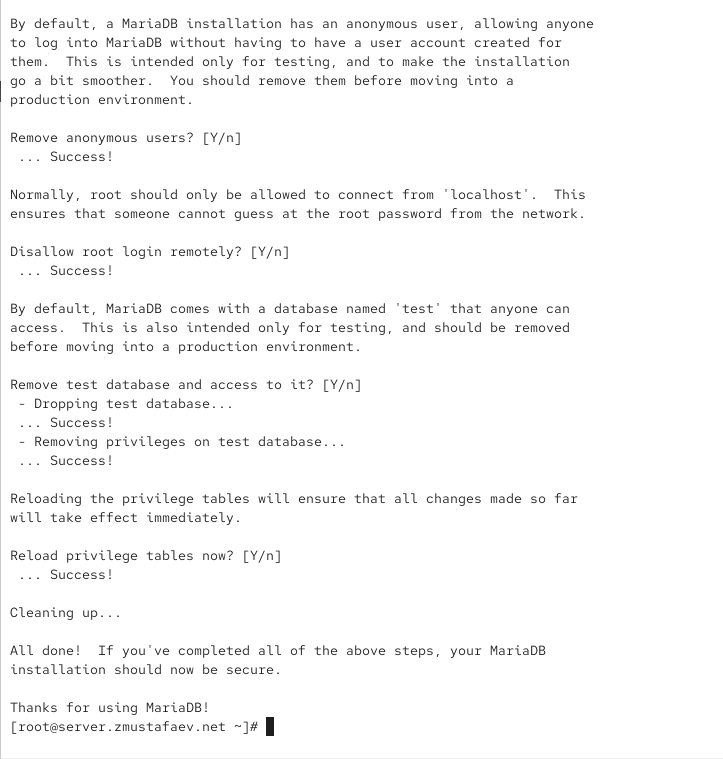 By default, a MariaDB installation has an anonymous user, allowing anyone
to log into MariaDB without having to have a user account created for
them.  This is intended only for testing, and to make the installation
go a bit smoother.  You should remove them before moving into a
production environment.

Remove anonymous users? [Y/n]
 ... Success!

Normally, root should only be allowed to connect from 'localhost'.  This
ensures that someone cannot guess at the root password from the network.

Disallow root login remotely? [Y/n]
 ... Success!

By default, MariaDB comes with a database named 'test' that anyone can
access.  This is also intended only for testing, and should be removed
before moving into a production environment.

Remove test database and access to it? [Y/n]
 - Dropping test database...
 ... Success!
 - Removing privileges on test database...
 ... Success!

Reloading the privilege tables will ensure that all changes made so far
will take effect immediately.

Reload privilege tables now? [Y/n]
 ... Success!

Cleaning up...

All done!  If you've completed all of the above steps, your MariaDB
installation should now be secure.

Thanks for using MariaDB!
[root@server.zmustafaev.net ~]#